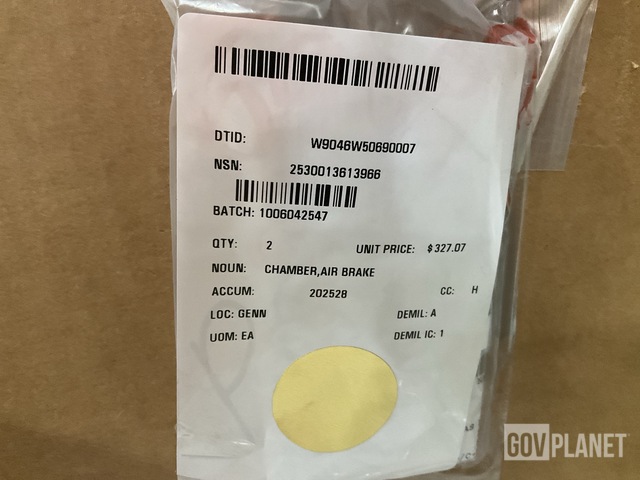 DTID: W9046W50690007
NSN: 2530013613966
BATCH: 1006042547
QTY: 2 UNIT PRICE: $327.07
NOUN: CHAMBER,AIR BRAKE
ACCUM: 202528 CC: H
LOC: GENN DEMIL: A
UOM: EA DEMIL IC: 1
GOVPLANET